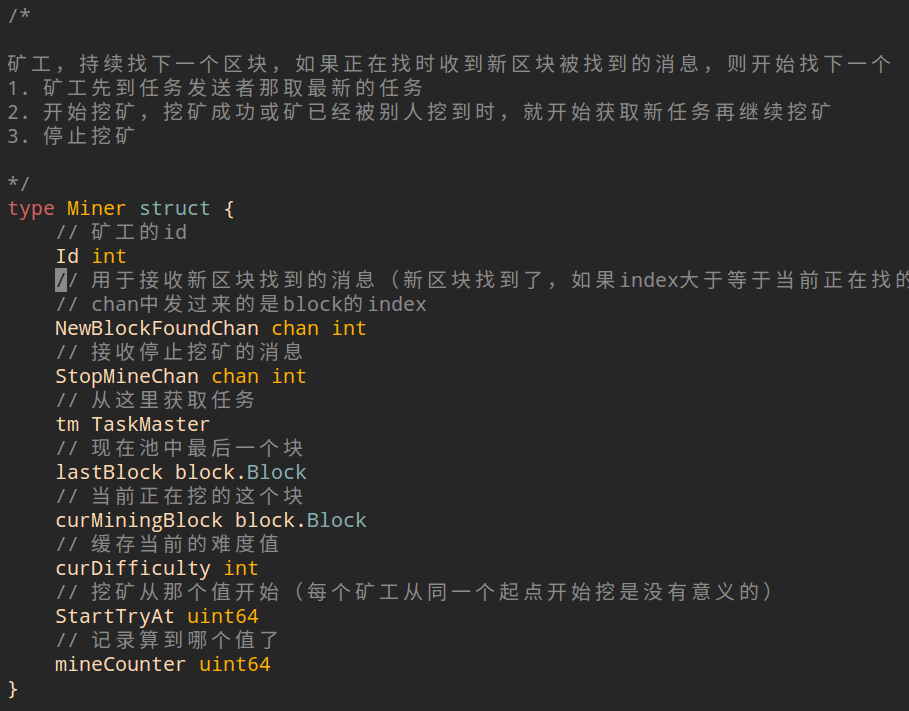 /*
矿工，持续找下一个区块，如果正在找时收到新区块被找到的消息，则开始找下一个
1. 矿工先到任务发送者那取最新的任务
2. 开始挖矿，挖矿成功或矿已经被别人挖到时，就开始获取新任务再继续挖矿
3. 停止挖矿
*/
type Miner struct {
// 矿工的id
Id int
// 用于接收新区块找到的消息（新区块找到了，如果index大于等于当前正在找的
// chan中发过来的是block的index
NewBlockFoundChan chan int
// 接收停止挖矿的消息
StopMineChan chan int
// 从这里获取任务
tm TaskMaster
// 现在池中最后一个块
lastBlock block.Block
// 当前正在挖的这个块
curMiningBlock block.Block
// 缓存当前的难度值
curDifficulty int
// 挖矿从那个值开始（每个矿工从同一个起点开始挖是没有意义的）
StartTryAt uint64
// 记录算到哪个值了
mineCounter uint64
}